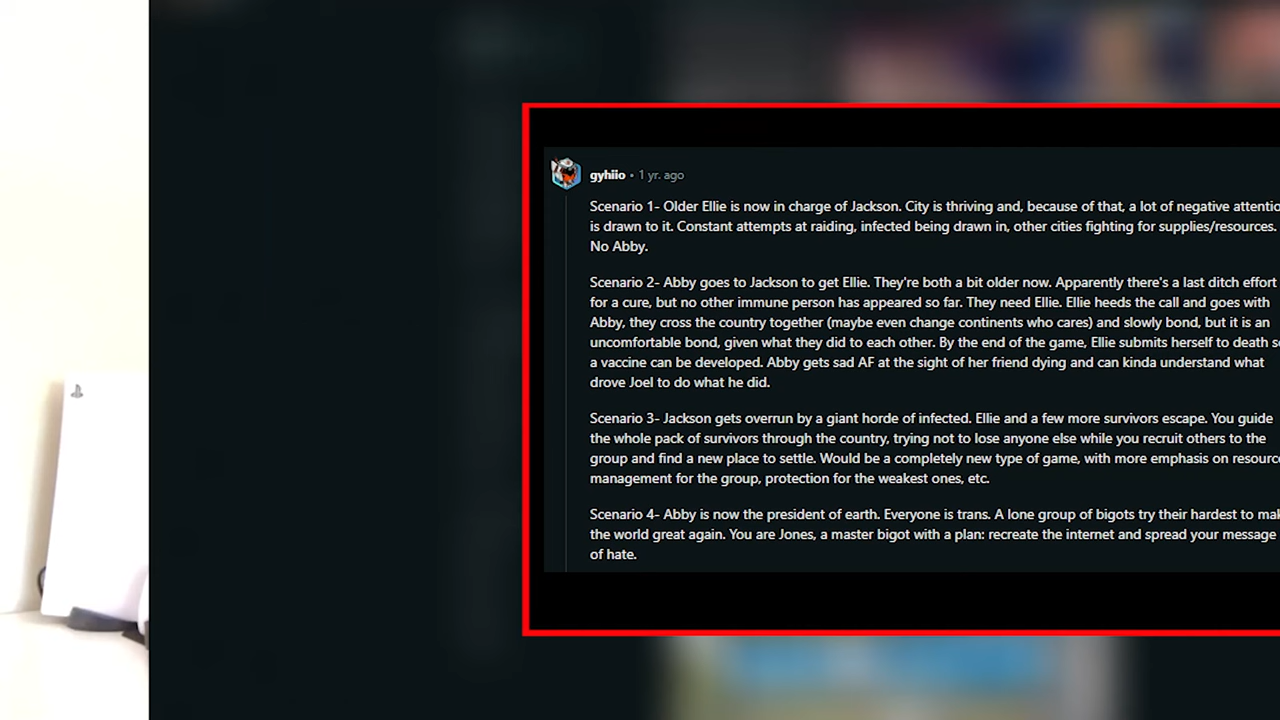 gyhiio • 1 yr. ago
Scenario 1- Older Ellie is now in charge of Jackson. City is thriving and, because of that, a lot of negative attentio
is drawn to it. Constant attempts at raiding, infected being drawn in, other cities fighting for supplies/resources.
No Abby.
Scenario 2- Abby goes to Jackson to get Ellie. They're both a bit older now. Apparently there's a last ditch effort
for a cure, but no other immune person has appeared so far. They need Ellie. Ellie heeds the call and goes with
Abby, they cross the country together (maybe even change continents who cares) and slowly bond, but it is an
uncomfortable bond, given what they did to each other. By the end of the game, Ellie submits herself to death s
a vaccine can be developed. Abby gets sad AF at the sight of her friend dying and can kinda understand what
drove Joel to do what he did.
Scenario 3- Jackson gets overrun by a giant horde of infected. Ellie and a few more survivors escape. You guide
the whole pack of survivors through the country, trying not to lose anyone else while you recruit others to the
group and find a new place to settle. Would be a completely new type of game, with more emphasis on resourc
management for the group, protection for the weakest ones, etc.
Scenario 4- Abby is now the president of earth. Everyone is trans. A lone group of bigots try their hardest to mak
the world great again. You are Jones, a master bigot with a plan: recreate the internet and spread your message
of hate.